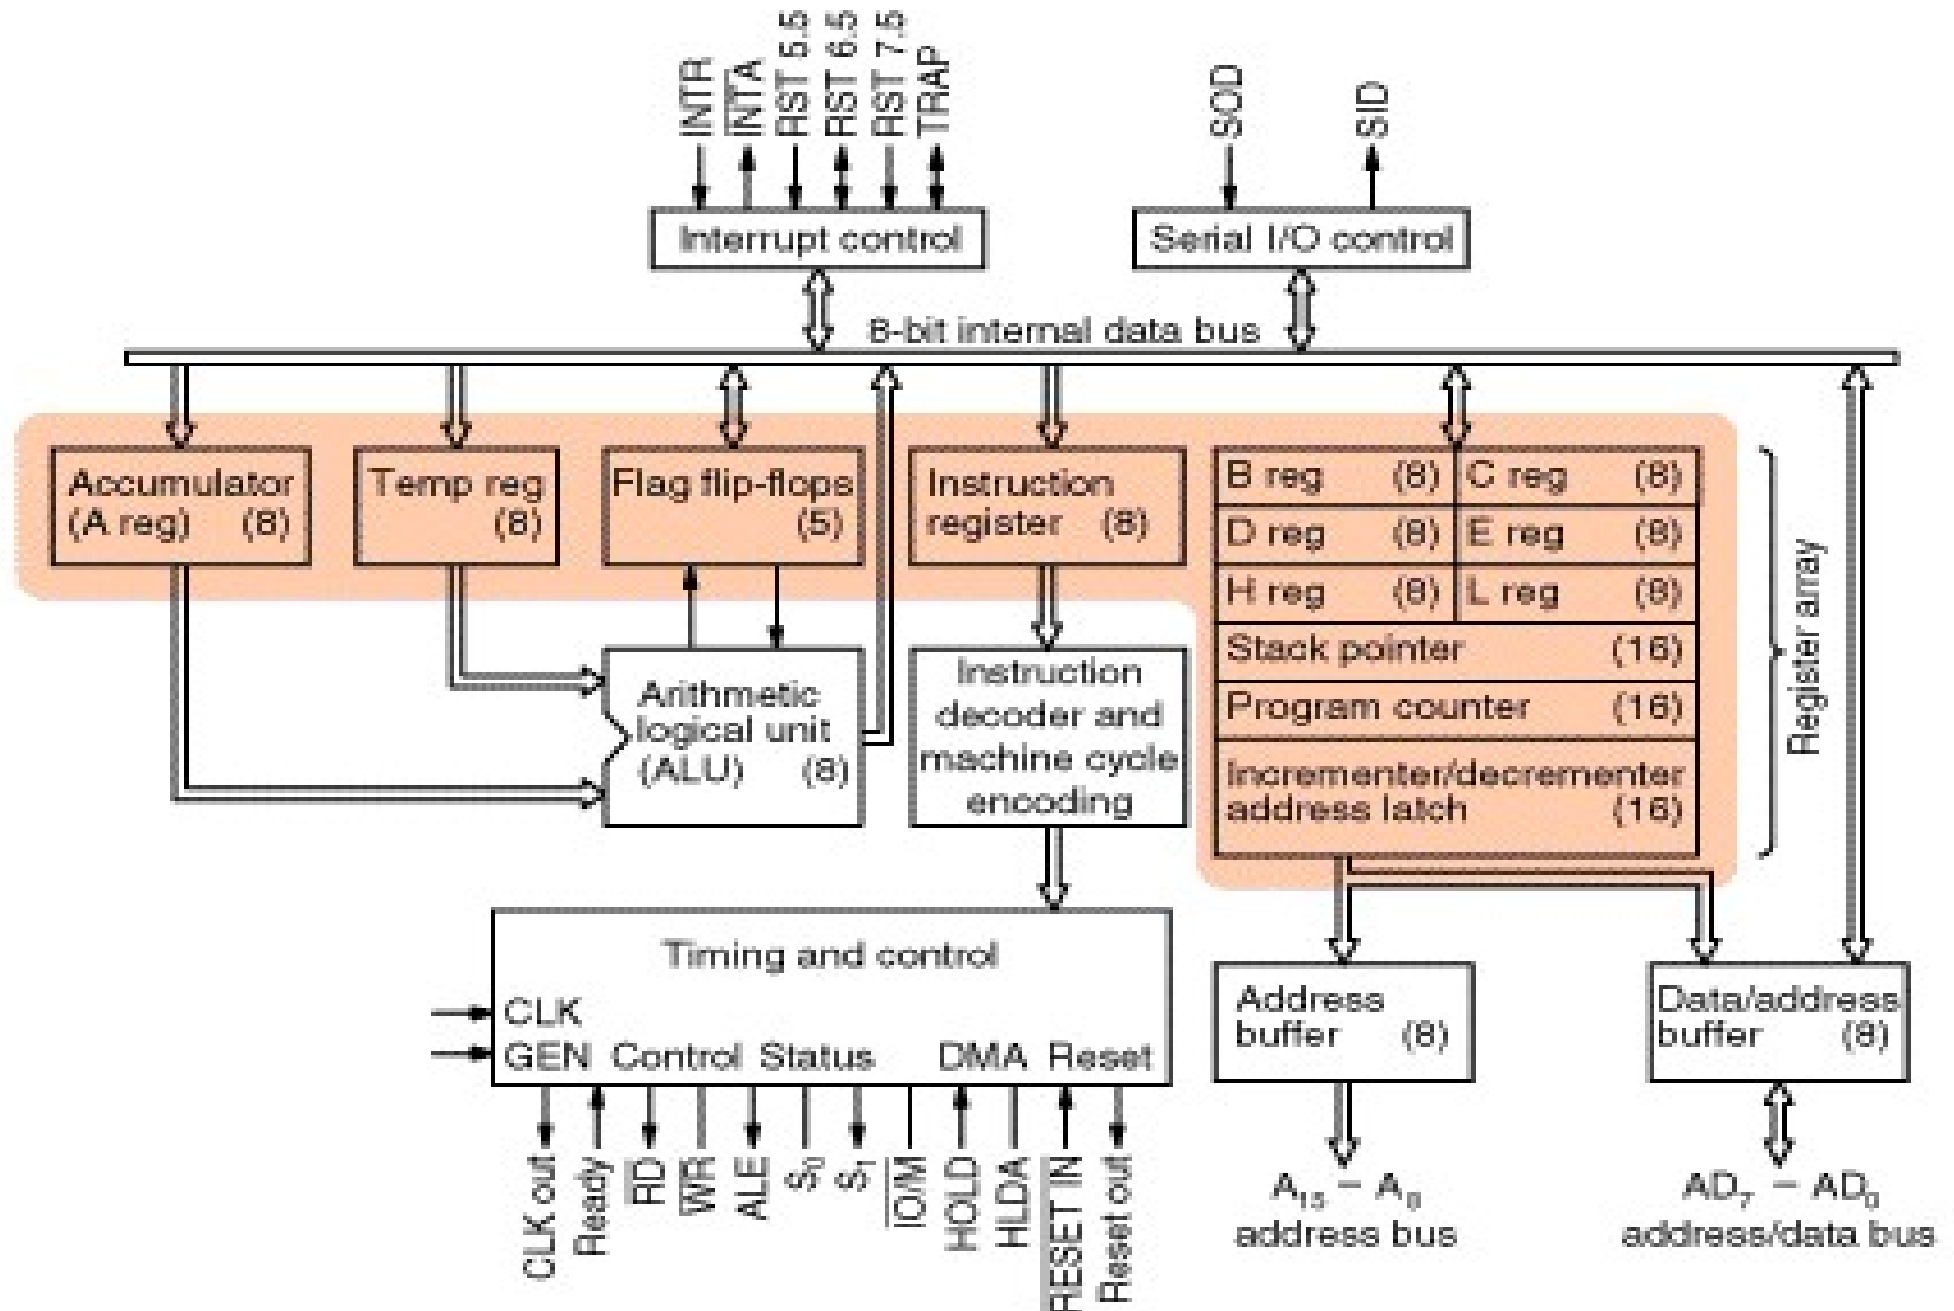 INTR
INTA
RST 5.5
RST 6.5
RST 7.5
TRAP
SOD
SID
Interrupt control
Serial I/O control
8-bit internal data bus
Accumulator
(A reg) (8)
Temp reg
(8)
Flag flip-flops
(5)
Instruction
register (8)
B reg (8) C reg (8)
D reg (8) E reg (8)
H reg (8) L reg (8)
Stack pointer (16)
Program counter (16)
Incrementer/decrementer
address latch (16)
Register array
Arithmetic
logical unit
(ALU) (8)
Instruction
decoder and
machine cycle
encoding
Timing and control
CLK
GEN Control Status DMA Reset
CLK out
Ready
RD
WR
ALE
S₀
S₁
IO/M
HOLD
HLDA
RESET IN
Reset out
Address
buffer (8)
Data/address
buffer (8)
A₁₅ – A₉
address bus
AD₇ – AD₀
address/data bus